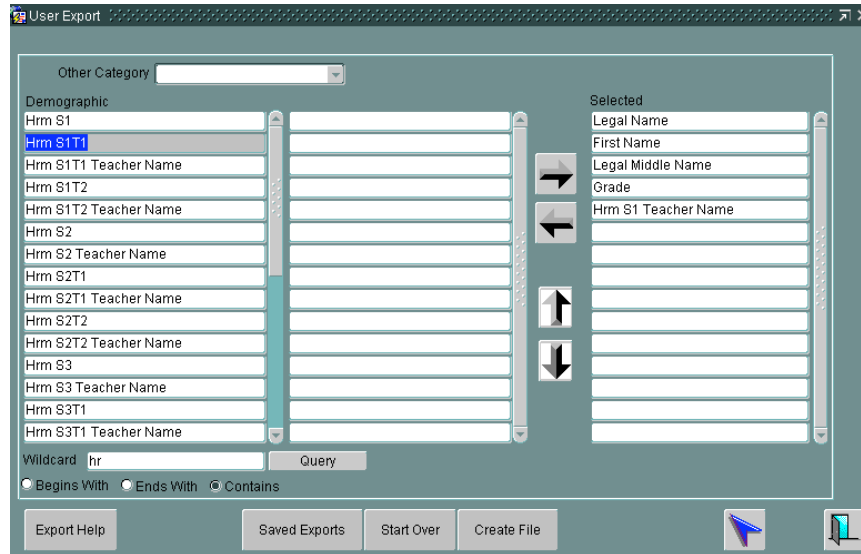 User Export
Other Category
Demographic
Selected
Hrm S1
Hrm S1T1
Hrm S1T1 Teacher Name
Hrm S1T2
Hrm S1T2 Teacher Name
Hrm S2
Hrm S2 Teacher Name
Hrm S2T1
Hrm S2T1 Teacher Name
Hrm S2T2
Hrm S2T2 Teacher Name
Hrm S3
Hrm S3 Teacher Name
Hrm S3T1
Hrm S3T1 Teacher Name
Legal Name
First Name
Legal Middle Name
Grade
Hrm S1 Teacher Name
Wildcard hr Query
Begins With Ends With Contains
Export Help Saved Exports Start Over Create File